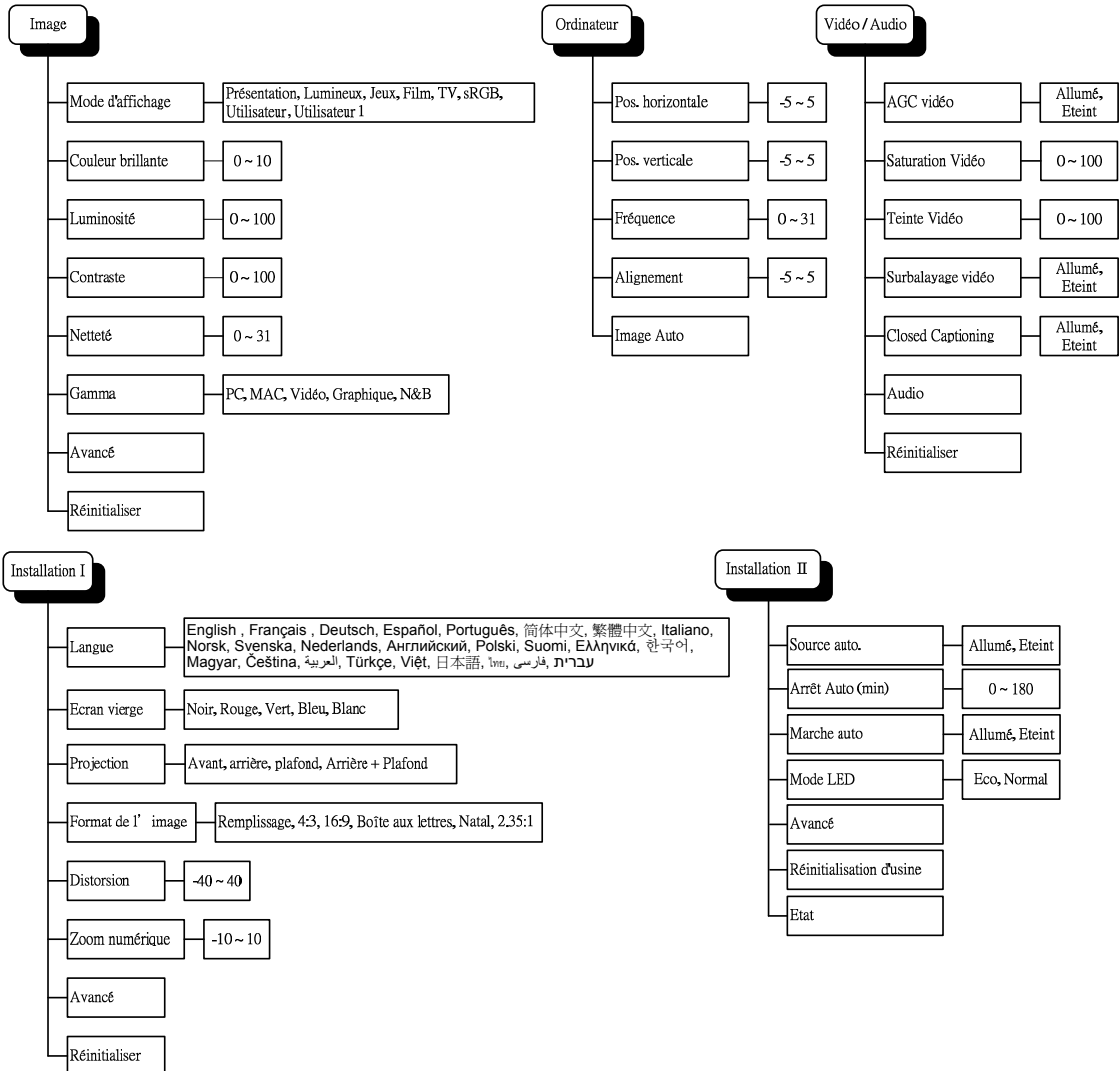 Image
Mode d'affichage
Présentation, Lumineux, Jeux, Film, TV, sRGB,
Utilisateur, Utilisateur 1
Couleur brillante
0 ~ 10
Luminosité
0 ~ 100
Contraste
0 ~ 100
Netteté
0 ~ 31
Gamma
PC, MAC, Vidéo, Graphique, N&B
Avancé
Réinitialiser
Ordinateur
Pos. horizontale
-5 ~ 5
Pos. verticale
-5 ~ 5
Fréquence
0 ~ 31
Alignement
-5 ~ 5
Image Auto
Vidéo / Audio
AGC vidéo
Allumé,
Eteint
Saturation Vidéo
0 ~ 100
Teinte Vidéo
0 ~ 100
Surbalayage vidéo
Allumé,
Eteint
Closed Captioning
Allumé,
Eteint
Audio
Réinitialiser
Installation I
Langue
English , Français , Deutsch, Español, Português, 简体中文, 繁體中文, Italiano,
Norsk, Svenska, Nederlands, Английский, Polski, Suomi, Ελληνικά, 한국어,
Magyar, Čeština, العربية, Türkçe, Việt, 日本語, ไทย, فارسی, עברית
Ecran vierge
Noir, Rouge, Vert, Bleu, Blanc
Projection
Avant, arrière, plafond, Arrière + Plafond
Format de l’ image
Remplissage, 4:3, 16:9, Boîte aux lettres, Natal, 2.35:1
Distorsion
-40 ~ 40
Zoom numérique
-10 ~ 10
Avancé
Réinitialiser
Installation II
Source auto.
Allumé, Eteint
Arrêt Auto (min)
0 ~ 180
Marche auto
Allumé, Eteint
Mode LED
Eco, Normal
Avancé
Réinitialisation d'usine
Etat